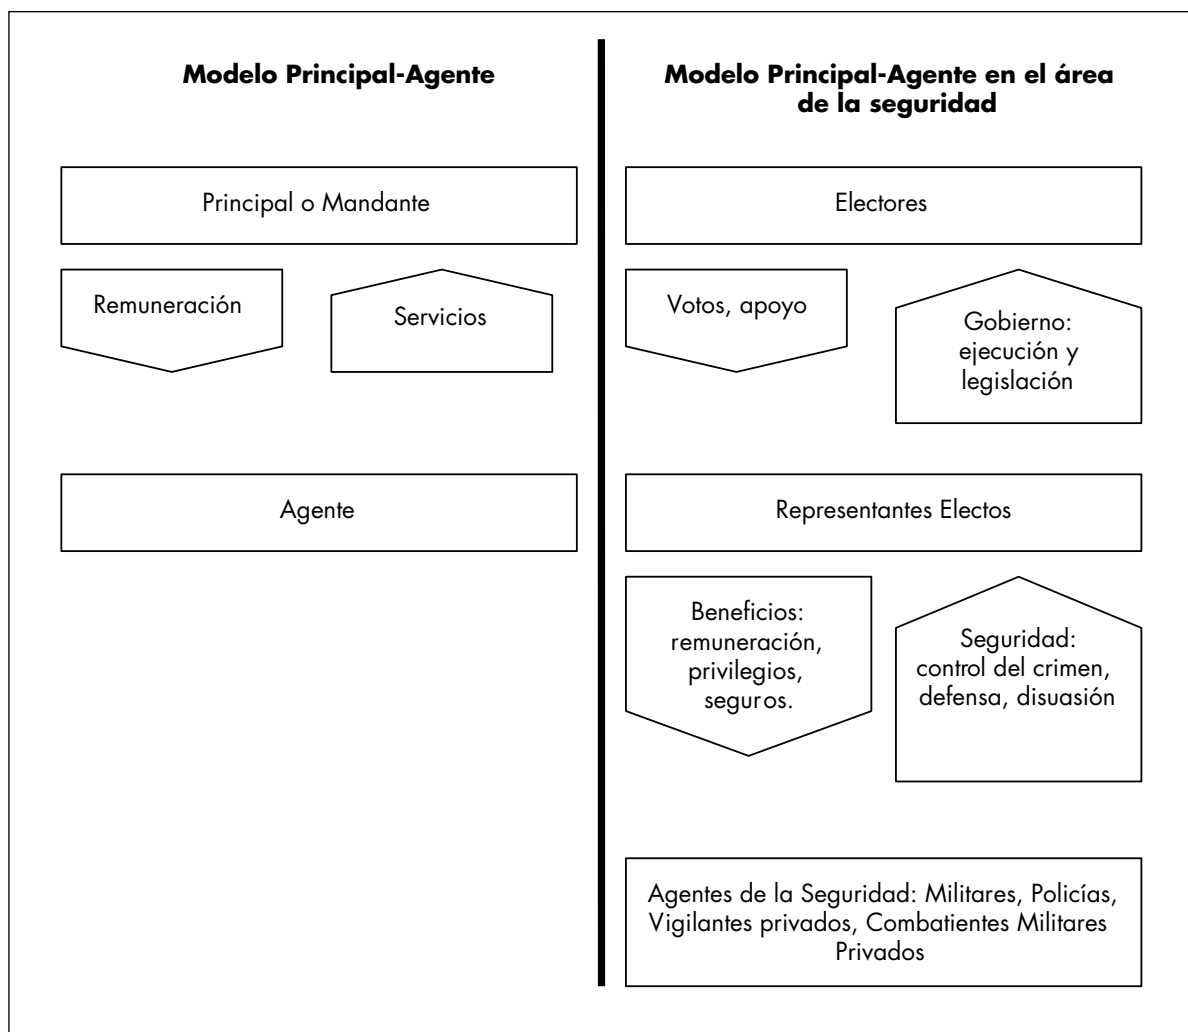 Modelo Principal-Agente
Principal o Mandante
Remuneración
Servicios
Agente
Modelo Principal-Agente en el área
de la seguridad
Electores
Votos, apoyo
Gobierno:
ejecución y
legislación
Representantes Electos
Beneficios:
remuneración,
privilegios,
seguros.
Seguridad:
control del crimen,
defensa, disuasión
Agentes de la Seguridad: Militares, Policías,
Vigilantes privados, Combatientes Militares
Privados